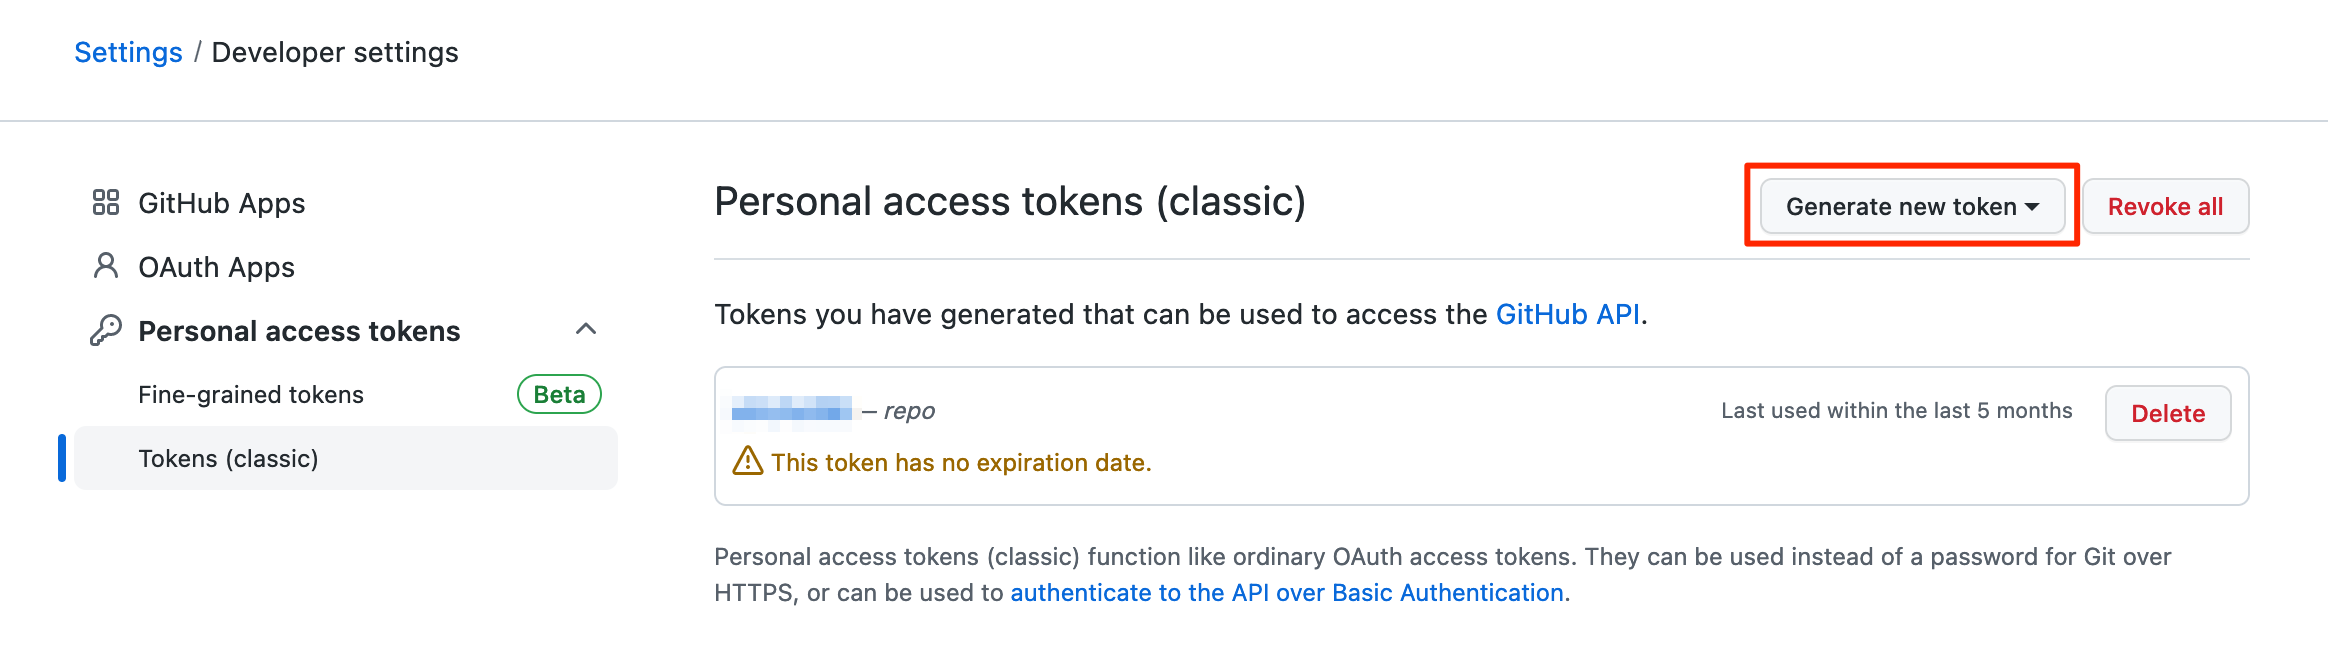 Settings / Developer settings
GitHub Apps
OAuth Apps
Personal access tokens
Fine-grained tokens Beta
Tokens (classic)
Personal access tokens (classic)
Generate new token
Revoke all
Tokens you have generated that can be used to access the GitHub API.
— repo
Last used within the last 5 months
Delete
This token has no expiration date.
Personal access tokens (classic) function like ordinary OAuth access tokens. They can be used instead of a password for Git over
HTTPS, or can be used to authenticate to the API over Basic Authentication.